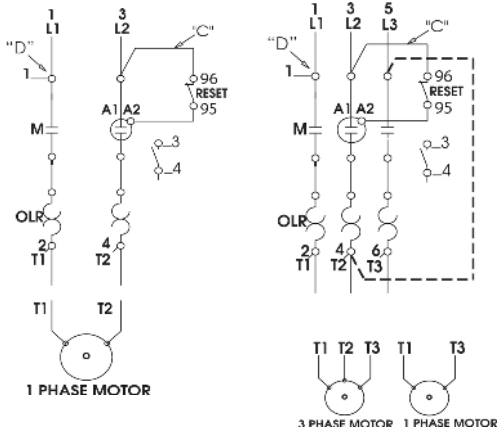 1 3
L1 L2
"C"
"D"
1
96
RESET
95
A1 A2
M
3
4
OLR
2 4
T1 T2
T1 T2
1 PHASE MOTOR
1 3 5
L1 L2 L3
"C"
"D"
1
96
RESET
95
A1 A2
M
3
4
OLR
2 4 6
T1 T2 T3
T1 T2 T3
3 PHASE MOTOR
T1 T3
1 PHASE MOTOR